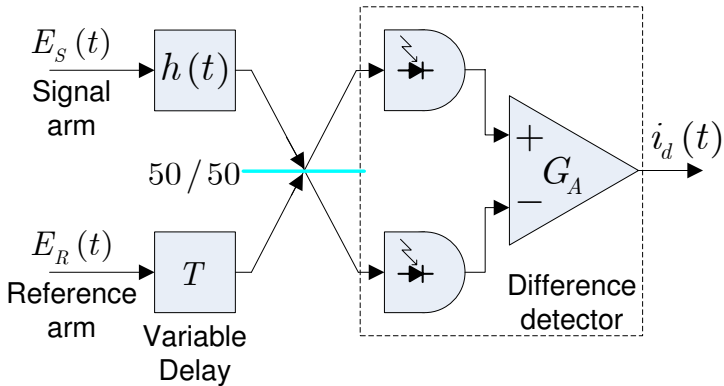 E_S(t)
Signal
arm
h(t)
50/50
E_R(t)
Reference
arm
T
Variable
Delay
+
G_A
−
i_d(t)
Difference
detector